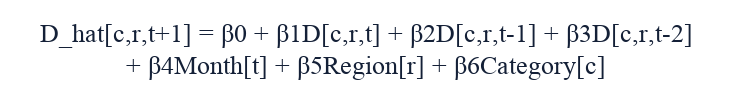 D_hat[c,r,t+1] = β0 + β1D[c,r,t] + β2D[c,r,t-1] + β3D[c,r,t-2]
+ β4Month[t] + β5Region[r] + β6Category[c]